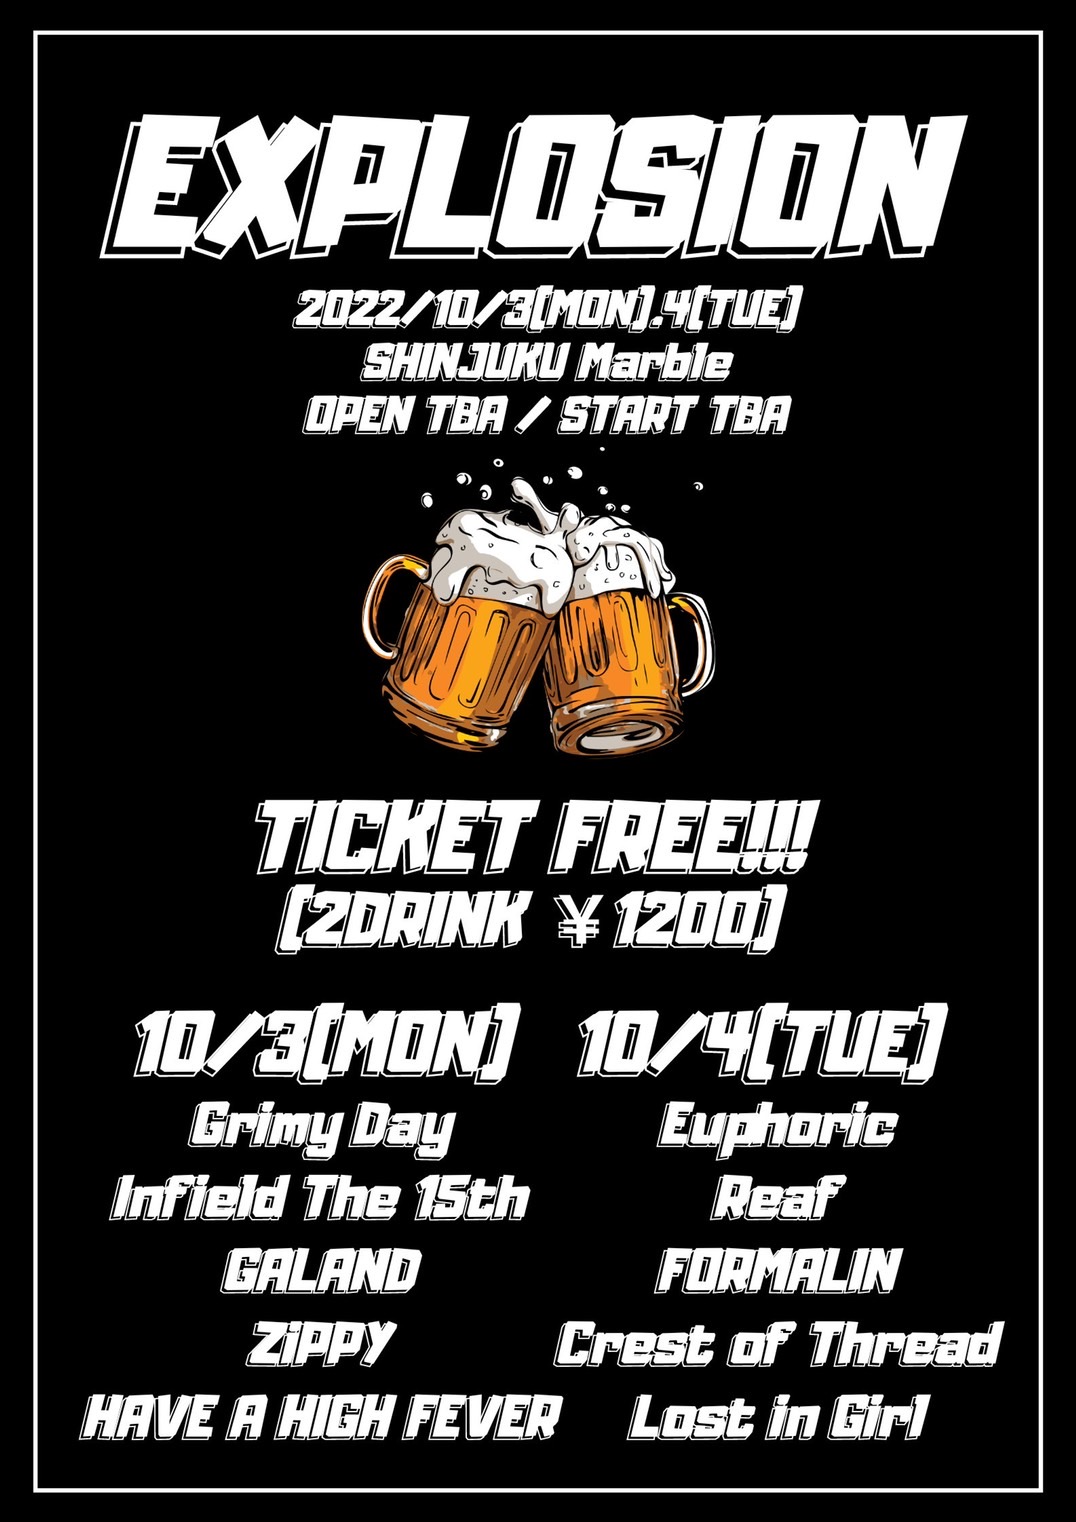 EXPLOSION
2022/10/3(MON).4(TUE)
SHINJUKU Marble
OPEN TBA / START TBA
TICKET FREE!!!
(2DRINK ¥1200)
10/3(MON)
Grimy Day
Infield The 15th
GALAND
ZiPPY
HAVE A HIGH FEVER
10/4(TUE)
Euphoric
Reaf
FORMALIN
Crest of Thread
Lost in Girl